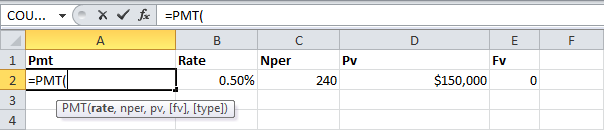 COU... fx =PMT(
A B C D E F
1 Pmt Rate Nper Pv Fv
2 =PMT( 0.50% 240 $150,000 0
3 PMT(rate, nper, pv, [fv], [type])
4